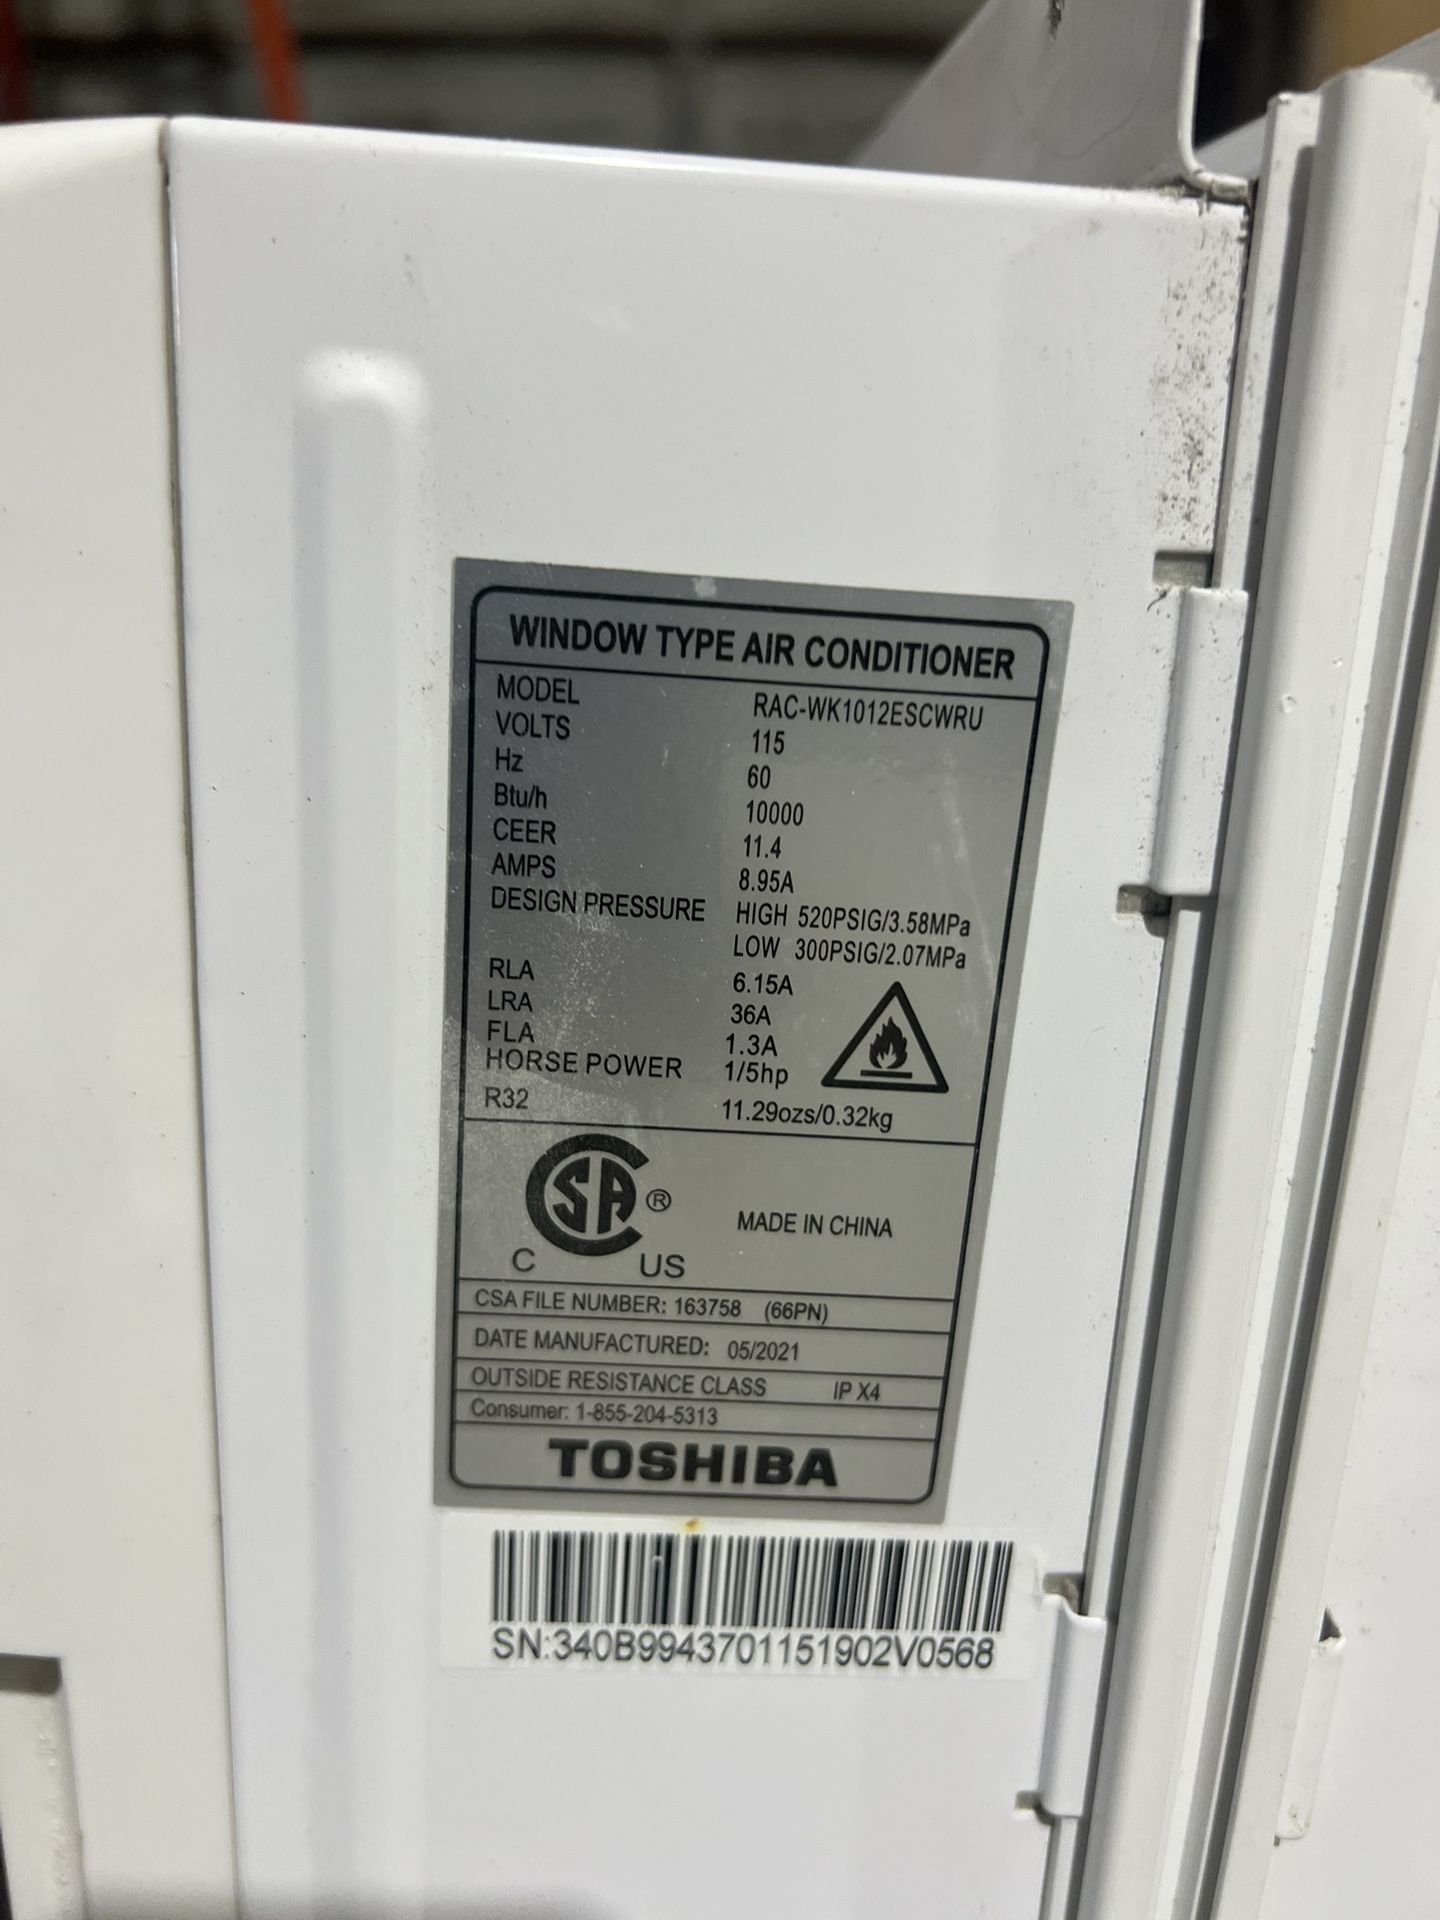 WINDOW TYPE AIR CONDITIONER
MODEL RAC-WK1012ESCWRU
VOLTS 115
Hz 60
Btu/h 10000
CEER 11.4
AMPS 8.95A
DESIGN PRESSURE HIGH 520PSIG/3.58MPa
LOW 300PSIG/2.07MPa
RLA 6.15A
LRA 36A
FLA 1.3A
HORSE POWER 1/5hp
R32 11.29ozs/0.32kg
CSA ®
C US
MADE IN CHINA
CSA FILE NUMBER: 163758 (66PN)
DATE MANUFACTURED: 05/2021
OUTSIDE RESISTANCE CLASS IP X4
Consumer: 1-855-204-5313
TOSHIBA
SN:340B9943701151902V0568